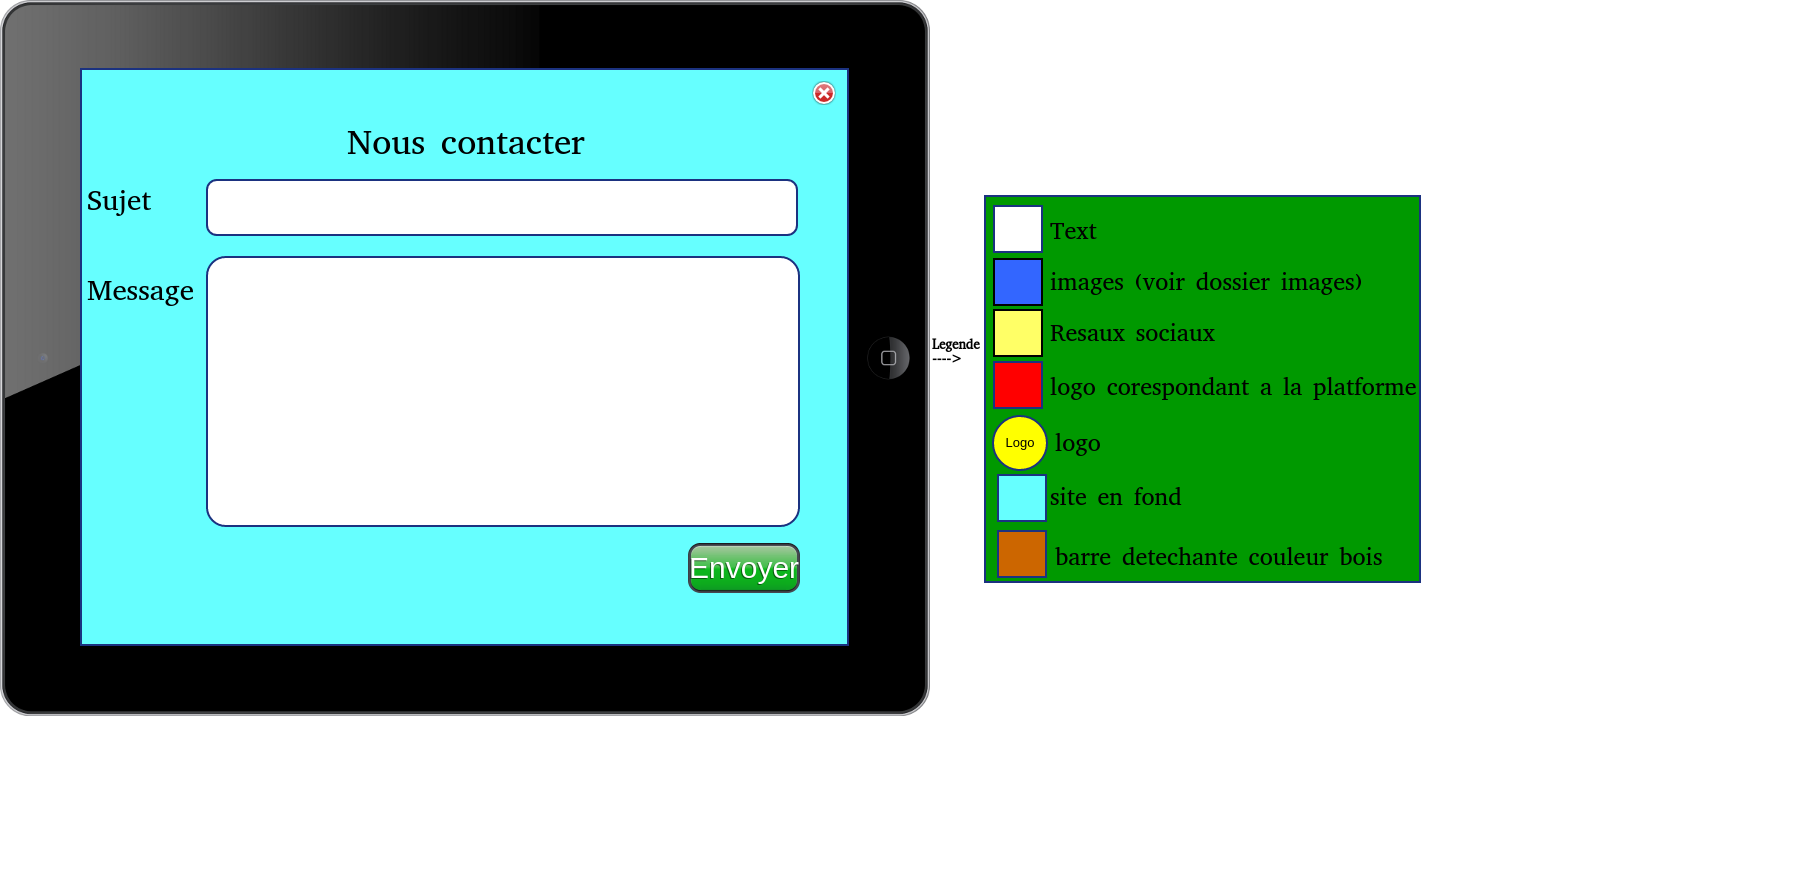 Nous contacter
Sujet
Message
Envoyer
Legende
---->
Text
images (voir dossier images)
Resaux sociaux
logo corespondant a la platforme
Logo logo
site en fond
barre detechante couleur bois